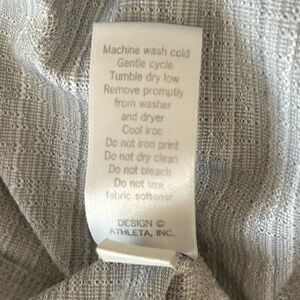 Machine wash cold
Gentle cycle
Tumble dry low
Remove promptly
from washer
and dryer
Cool iron
Do not iron print
Do not dry clean
Do not bleach
Do not use
fabric softener
DESIGN ©
ATHLETA, INC.